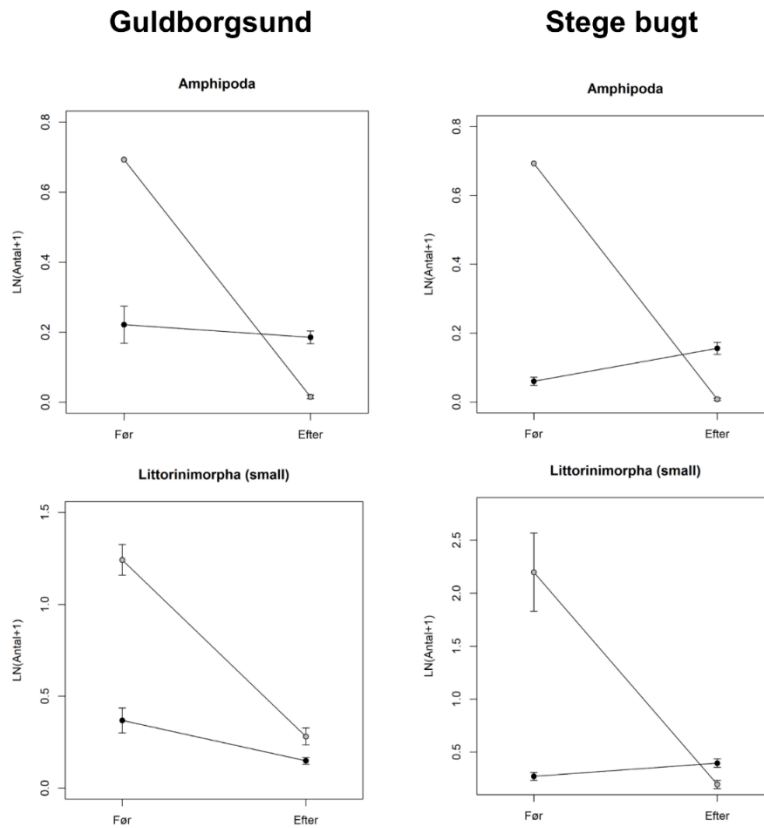 Guldborgsund
Stege bugt
Amphipoda
LN(Antal+1)
0.8
0.6
0.4
0.2
0.0
Før
Efter
Amphipoda
LN(Antal+1)
0.8
0.6
0.4
0.2
0.0
Før
Efter
Littorinimorpha (small)
LN(Antal+1)
1.5
1.0
0.5
0.0
Før
Efter
Littorinimorpha (small)
LN(Antal+1)
2.5
2.0
1.5
1.0
0.5
Før
Efter